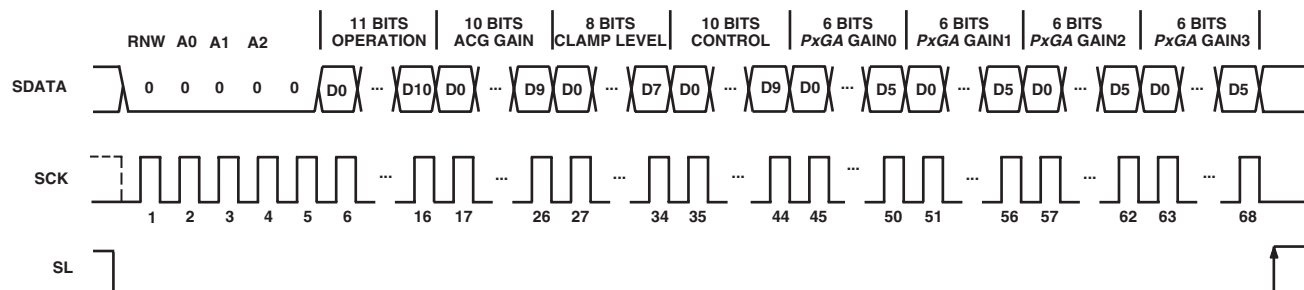 11 BITS 10 BITS 8 BITS 10 BITS 6 BITS 6 BITS 6 BITS 6 BITS
RNW A0 A1 A2 OPERATION ACG GAIN CLAMP LEVEL CONTROL PxGA GAIN0 PxGA GAIN1 PxGA GAIN2 PxGA GAIN3
SDATA 0 0 0 0 0 D0 ... D10 D0 ... D9 D0 ... D7 D0 ... D9 D0 ... D5 D0 ... D5 D0 ... D5 D0 ... D5
SCK ... ... ... ... ... ... ... ...
1 2 3 4 5 6 16 17 26 27 34 35 44 45 50 51 56 57 62 63 68
SL